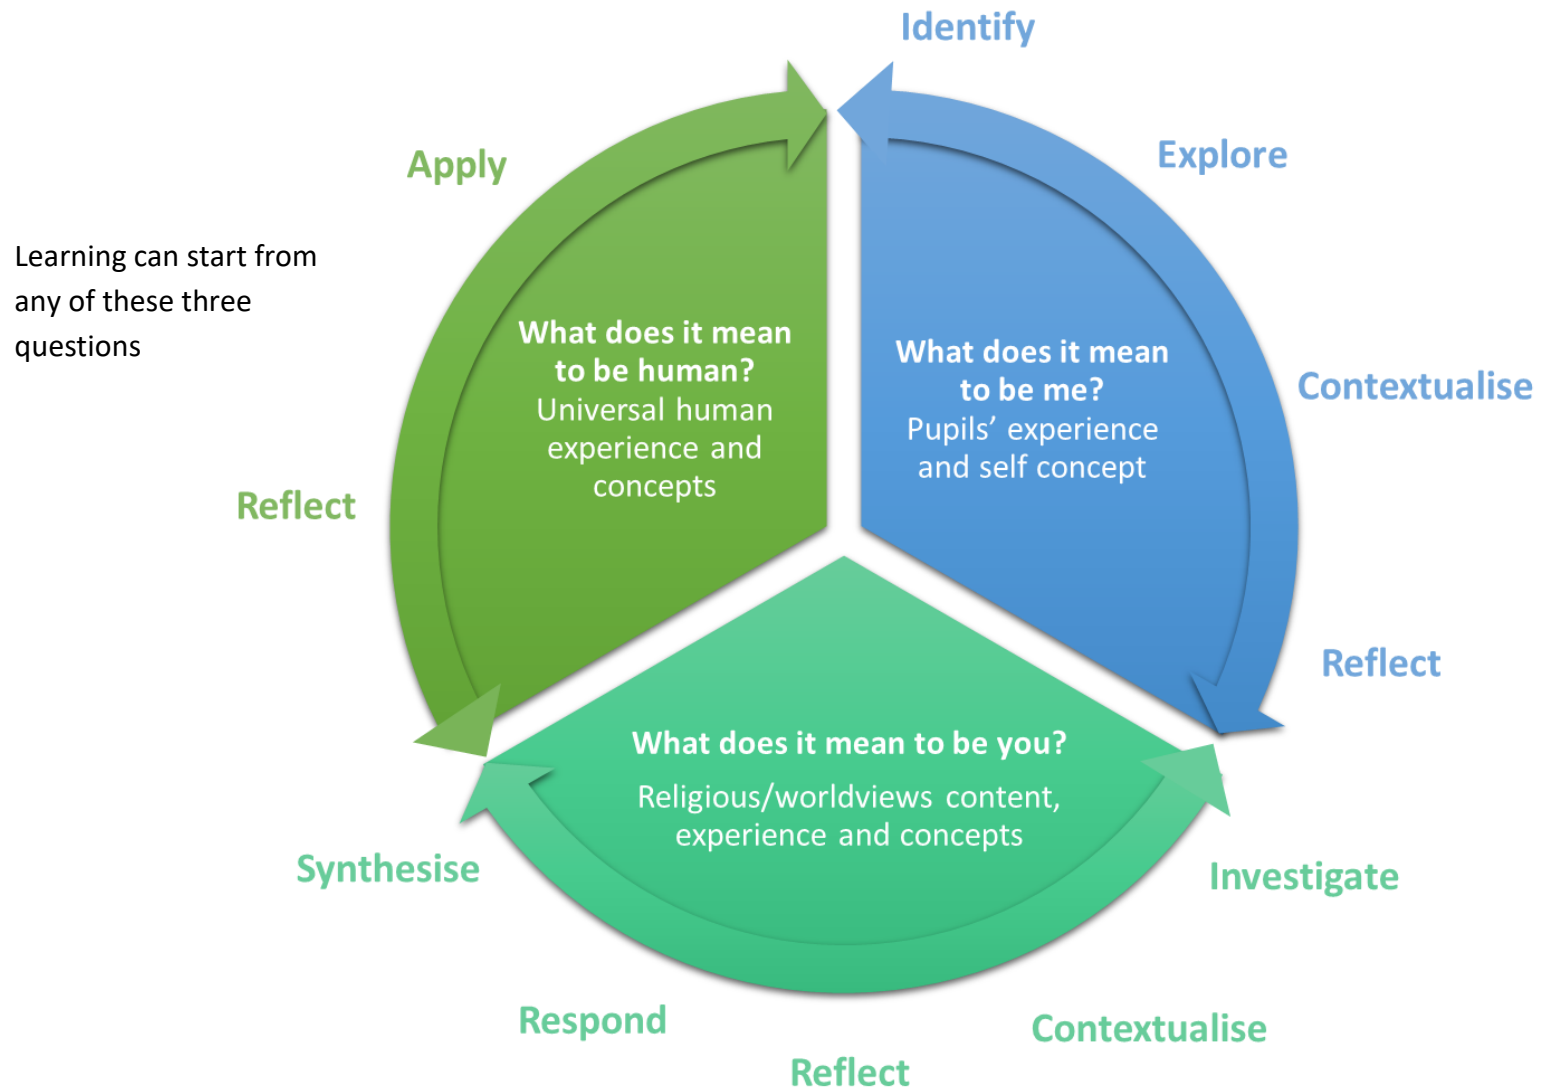 Identify
Explore
Contextualise
Reflect
Apply
Reflect
Learning can start from
any of these three
questions
What does it mean
to be human?
Universal human
experience and
concepts
What does it mean
to be me?
Pupils’ experience
and self concept
What does it mean to be you?
Religious/worldviews content,
experience and concepts
Investigate
Contextualise
Reflect
Respond
Synthesise